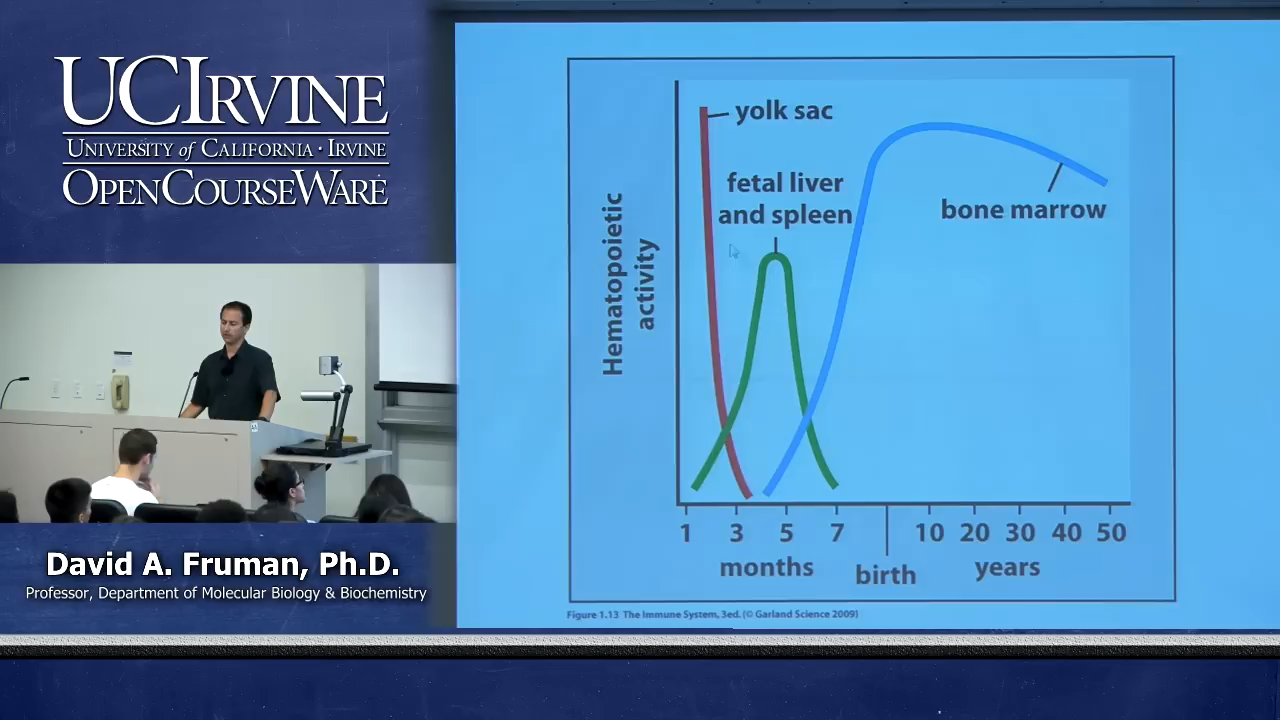 UCIRVINE
UNIVERSITY of CALIFORNIA · IRVINE
OPENCOURSEWARE
David A. Fruman, Ph.D.
Professor, Department of Molecular Biology & Biochemistry
yolk sac
fetal liver
and spleen
bone marrow
Hematopoietic
activity
1 3 5 7 10 20 30 40 50
months birth years
Figure 1.13 The Immune System, 3ed. (© Garland Science 2009)